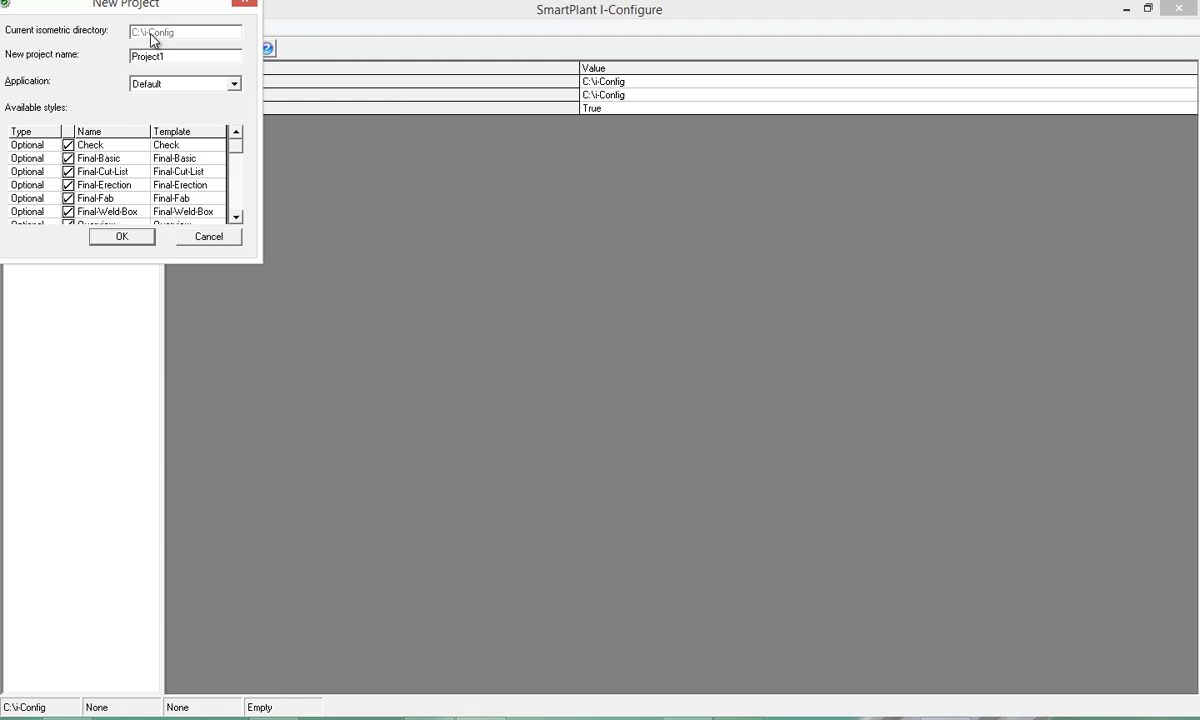 New Project
SmartPlant I-Configure
Current isometric directory: C:\i-Config
New project name: Project1
Application: Default
Available styles:
Type Name Template
Optional Check Check
Optional Final-Basic Final-Basic
Optional Final-Cut-List Final-Cut-List
Optional Final-Erection Final-Erection
Optional Final-Fab Final-Fab
Optional Final-Weld-Box Final-Weld-Box
OK Cancel
Value
C:\i-Config
C:\i-Config
True
C:\i-Config None None Empty